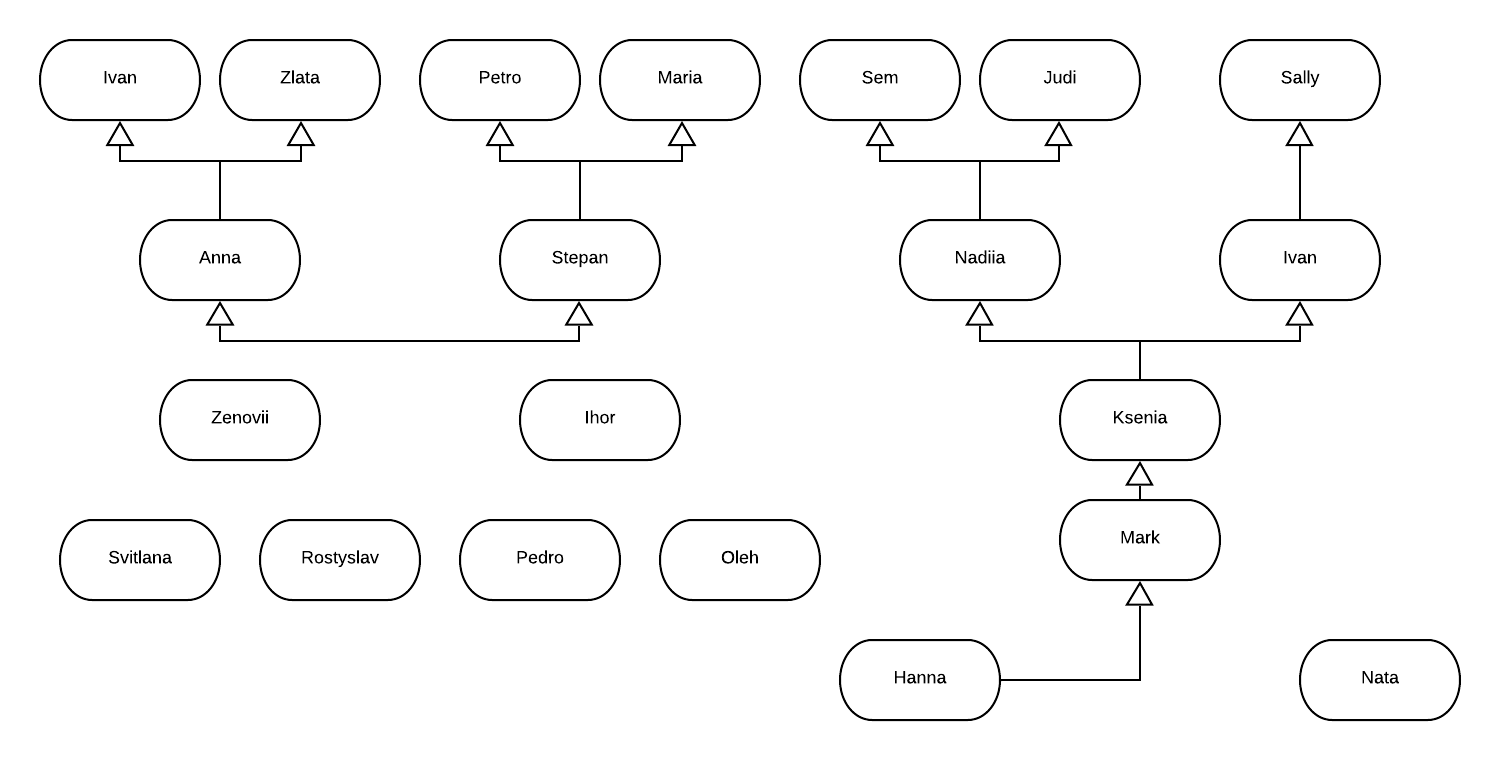 Ivan
Zlata
Petro
Maria
Sem
Judi
Sally
Anna
Stepan
Nadiia
Ivan
Zenovii
Ihor
Ksenia
Mark
Svitlana
Rostyslav
Pedro
Oleh
Hanna
Nata